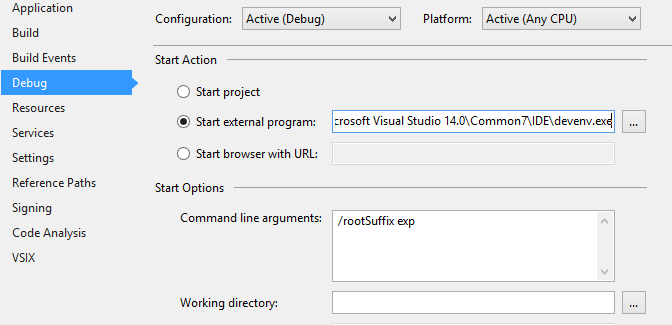 Application
Build
Build Events
Debug
Resources
Services
Settings
Reference Paths
Signing
Code Analysis
VSIX
Configuration: Active (Debug) Platform: Active (Any CPU)
Start Action
Start project
Start external program: crosoft Visual Studio 14.0\Common7\IDE\devenv.exe ...
Start browser with URL:
Start Options
Command line arguments: /rootSuffix exp
Working directory: ...